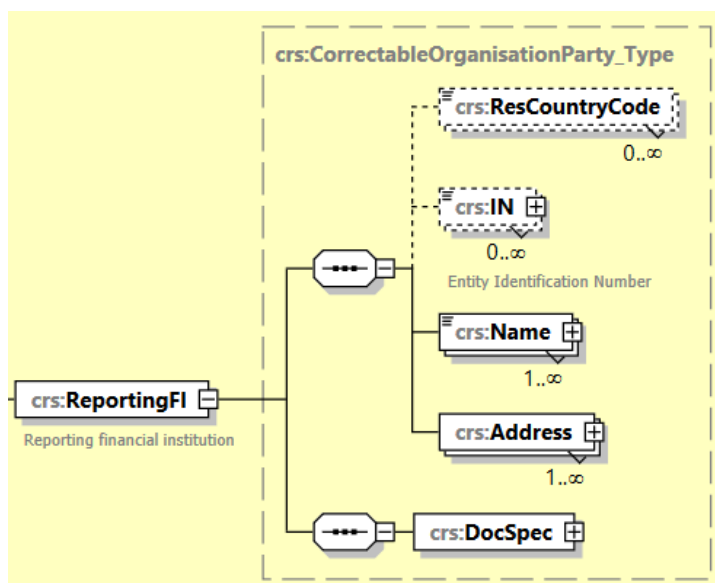 crs:CorrectableOrganisationParty_Type
crs:ResCountryCode
0..∞
crs:IN
0..∞
Entity Identification Number
crs:Name
1..∞
crs:ReportingFI
Reporting financial institution
crs:Address
1..∞
crs:DocSpec